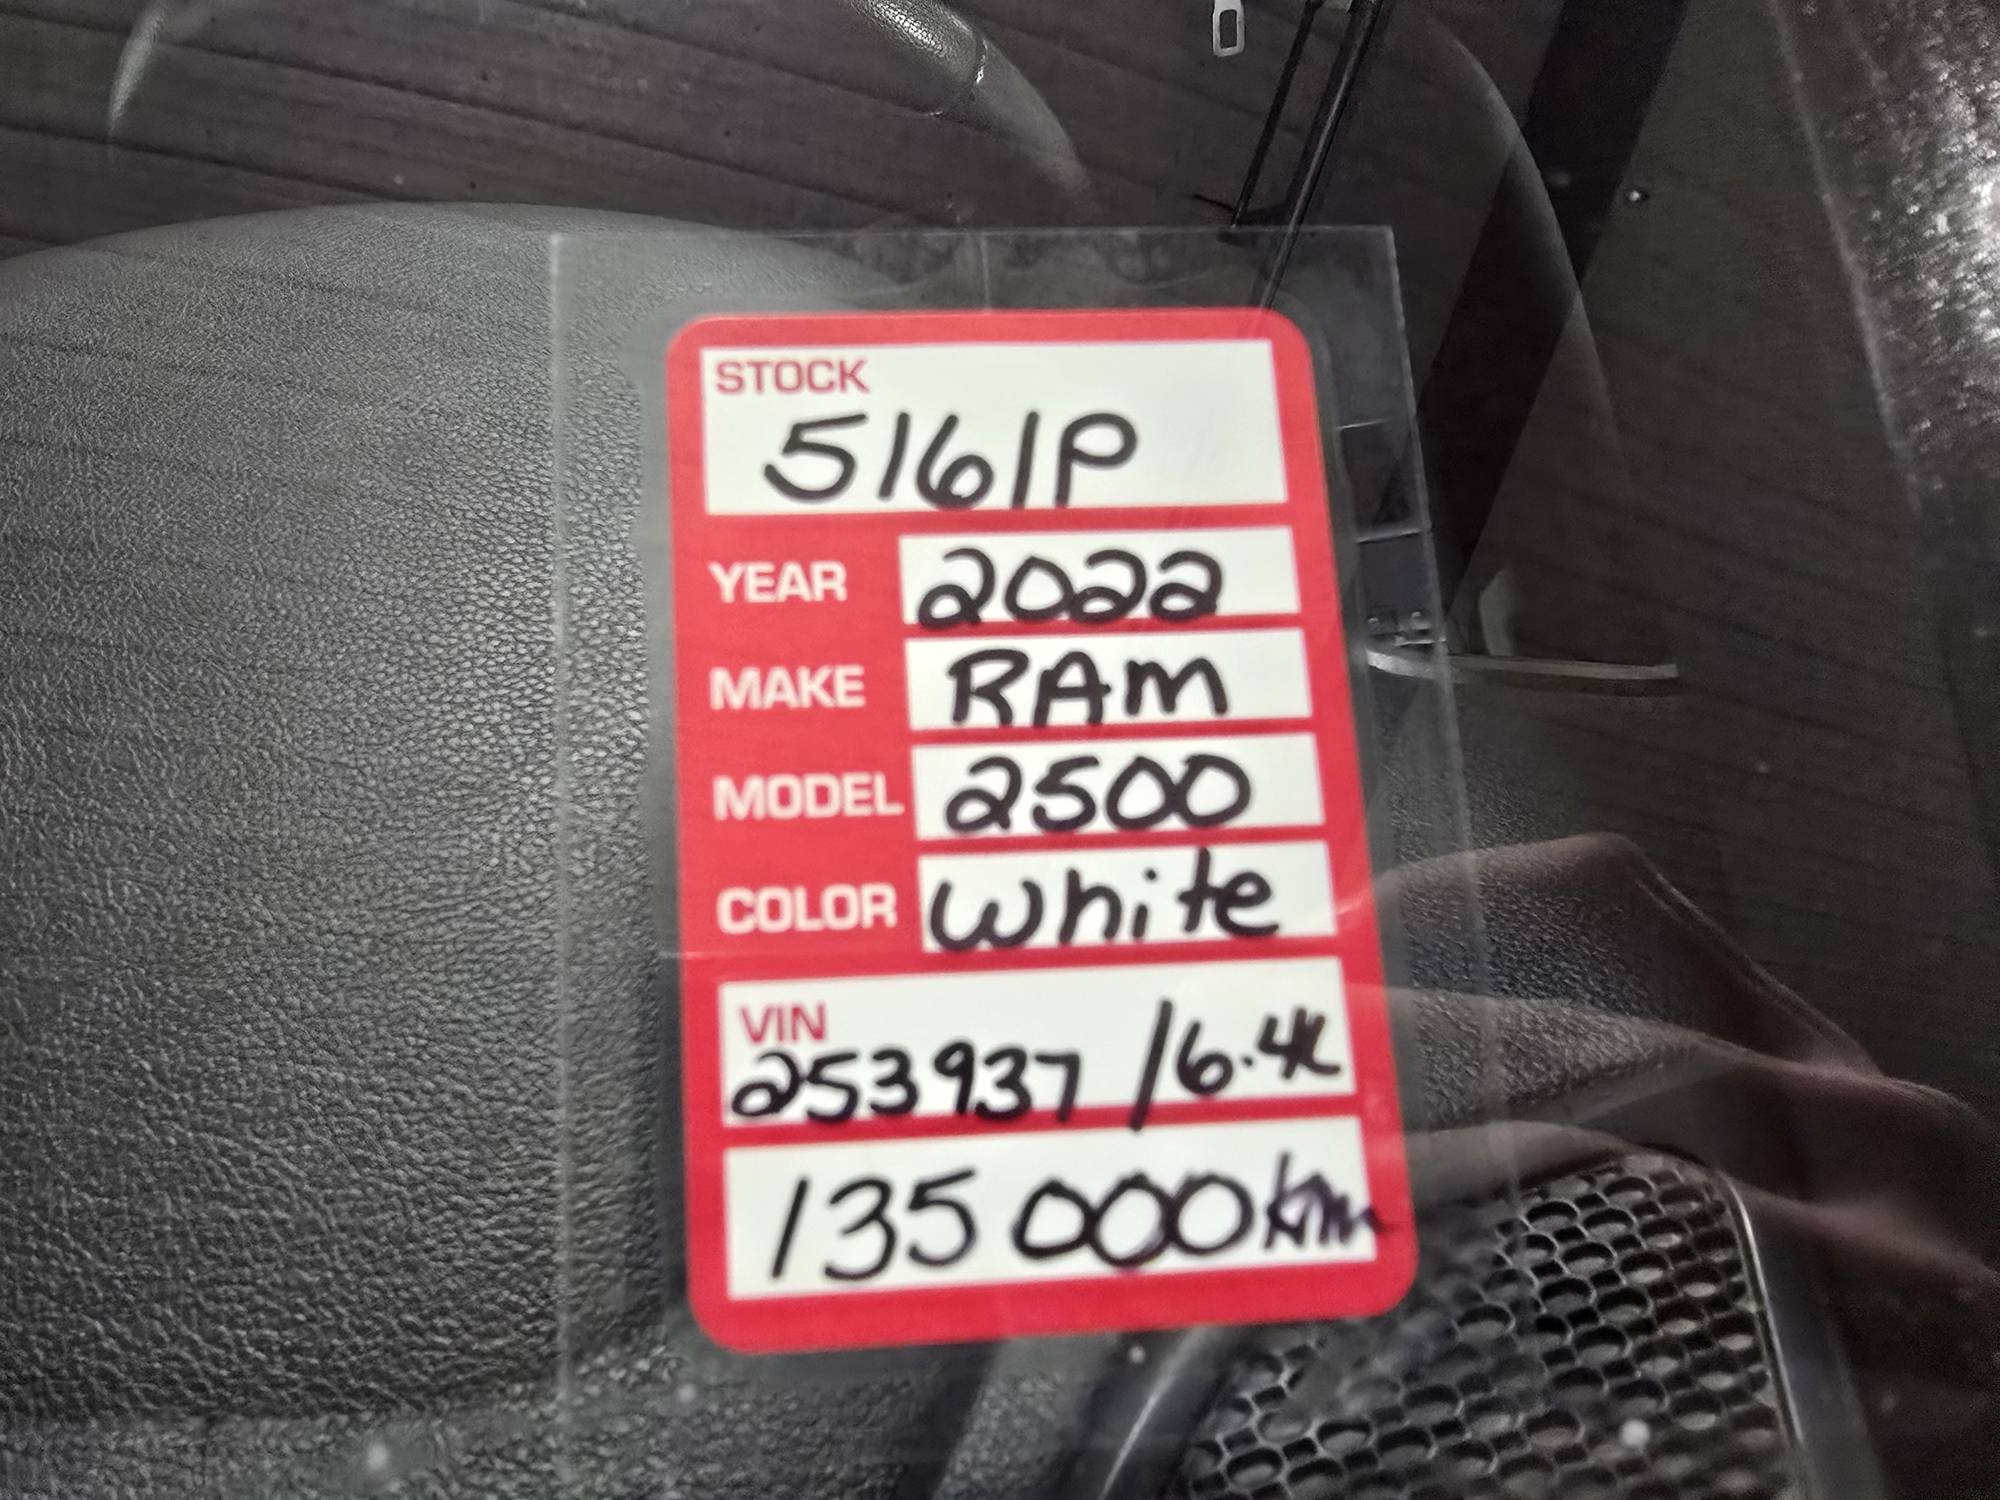 STOCK
5161P
YEAR 2022
MAKE RAM
MODEL 2500
COLOR White
VIN
253937 /6.4L
135 000km